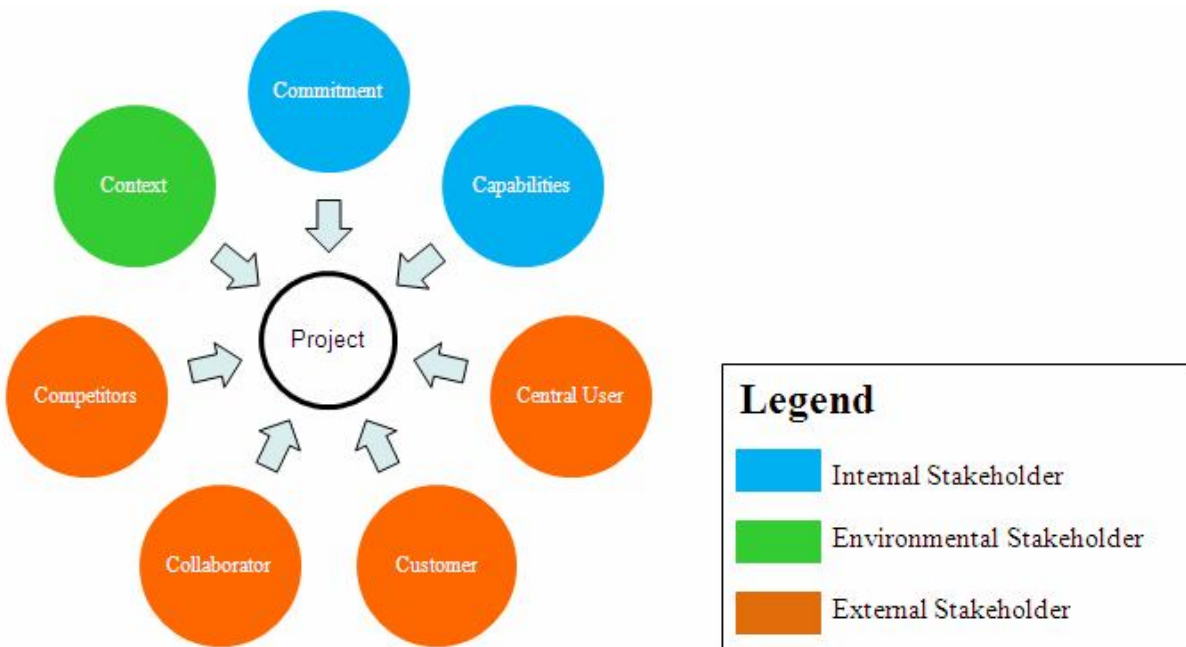 Commitment
Context
Capabilities
Project
Competitors
Central User
Collaborator
Customer
Legend
Internal Stakeholder
Environmental Stakeholder
External Stakeholder